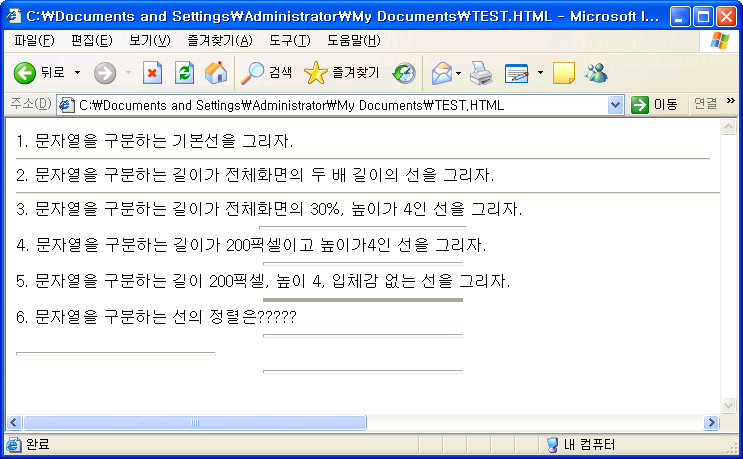 C:₩Documents and Settings₩Administrator₩My Documents₩TEST.HTML - Microsoft I...
파일(F) 편집(E) 보기(V) 즐겨찾기(A) 도구(T) 도움말(H)
뒤로 검색 즐겨찾기
주소(D) C:₩Documents and Settings₩Administrator₩My Documents₩TEST.HTML 이동 연결 »
1. 문자열을 구분하는 기본선을 그리자.
2. 문자열을 구분하는 길이가 전체화면의 두 배 길이의 선을 그리자.
3. 문자열을 구분하는 길이가 전체화면의 30%, 높이가 4인 선을 그리자.
4. 문자열을 구분하는 길이가 200픽셀이고 높이가4인 선을 그리자.
5. 문자열을 구분하는 길이 200픽셀, 높이 4, 입체감 없는 선을 그리자.
6. 문자열을 구분하는 선의 정렬은?????
완료 내 컴퓨터